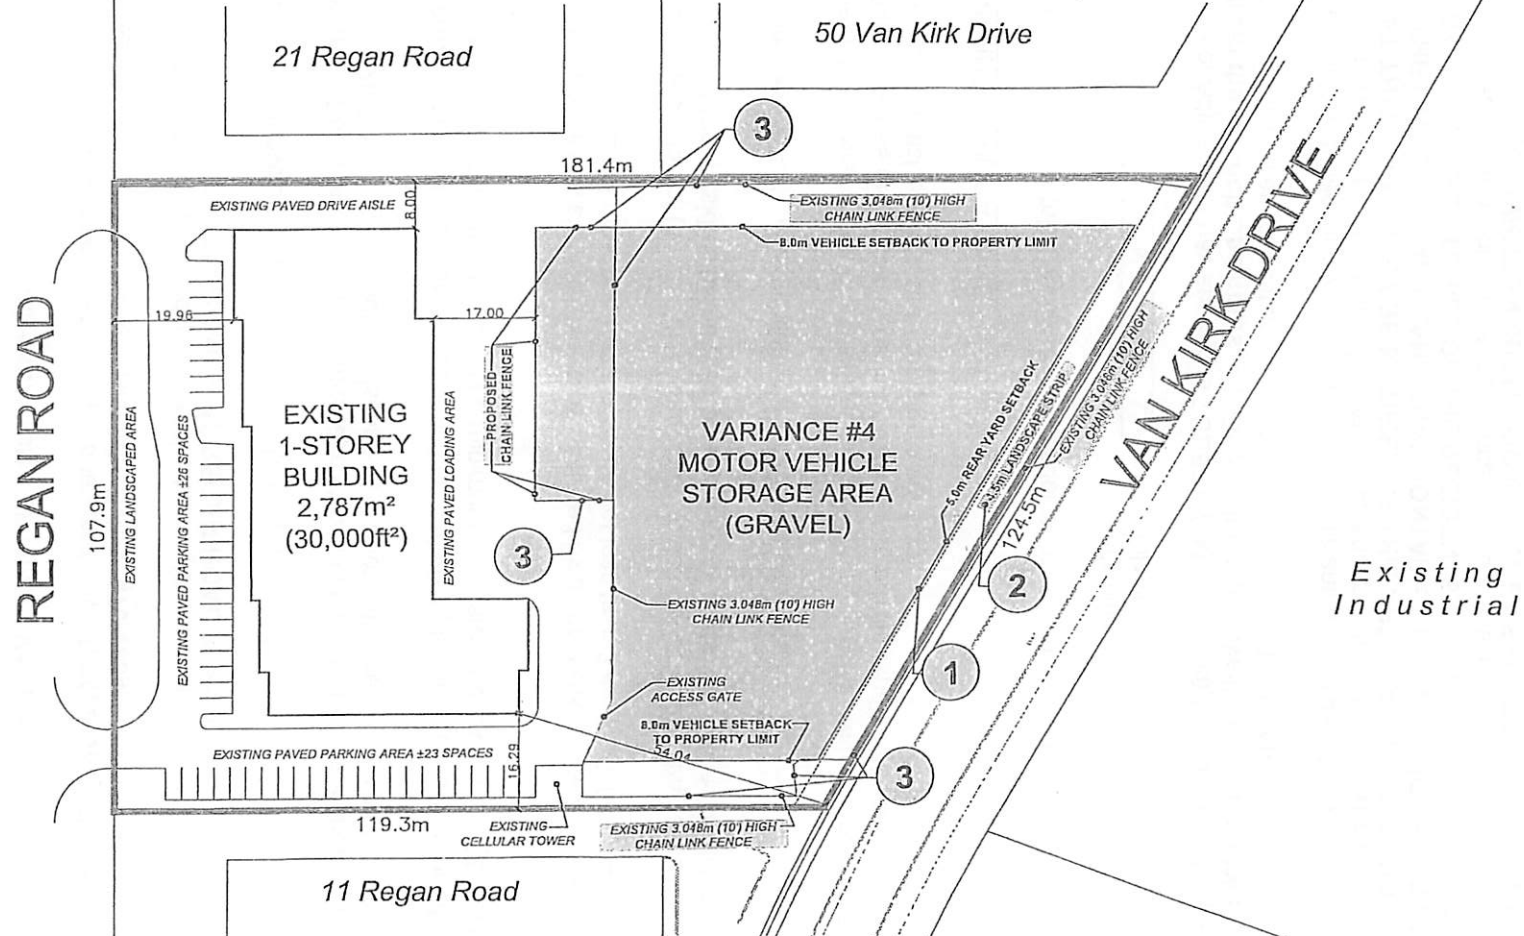 50 Van Kirk Drive
21 Regan Road
3
181.4m
EXISTING PAVED DRIVE AISLE
8.00
EXISTING 3.048m (10') HIGH
CHAIN LINK FENCE
8.0m VEHICLE SETBACK TO PROPERTY LIMIT
VAN KIRK DRIVE
REGAN ROAD
19.96
17.00
PROPOSED
CHAIN LINK FENCE
EXISTING 3.048m (10') HIGH
CHAIN LINK FENCE
5.0m REAR YARD SETBACK
LANDSCAPE STRIP
EXISTING
1-STOREY
BUILDING
2,787m²
(30,000ft²)
VARIANCE #4
MOTOR VEHICLE
STORAGE AREA
(GRAVEL)
107.9m
EXISTING LANDSCAPED AREA
EXISTING PAVED PARKING AREA ±26 SPACES
EXISTING PAVED LOADING AREA
124.5m
3
2
Existing
Industrial
EXISTING 3.048m (10') HIGH
CHAIN LINK FENCE
1
EXISTING
ACCESS GATE
8.0m VEHICLE SETBACK
TO PROPERTY LIMIT
EXISTING PAVED PARKING AREA ±23 SPACES
16.29
3
119.3m
EXISTING
CELLULAR TOWER
EXISTING 3.048m (10') HIGH
CHAIN LINK FENCE
11 Regan Road